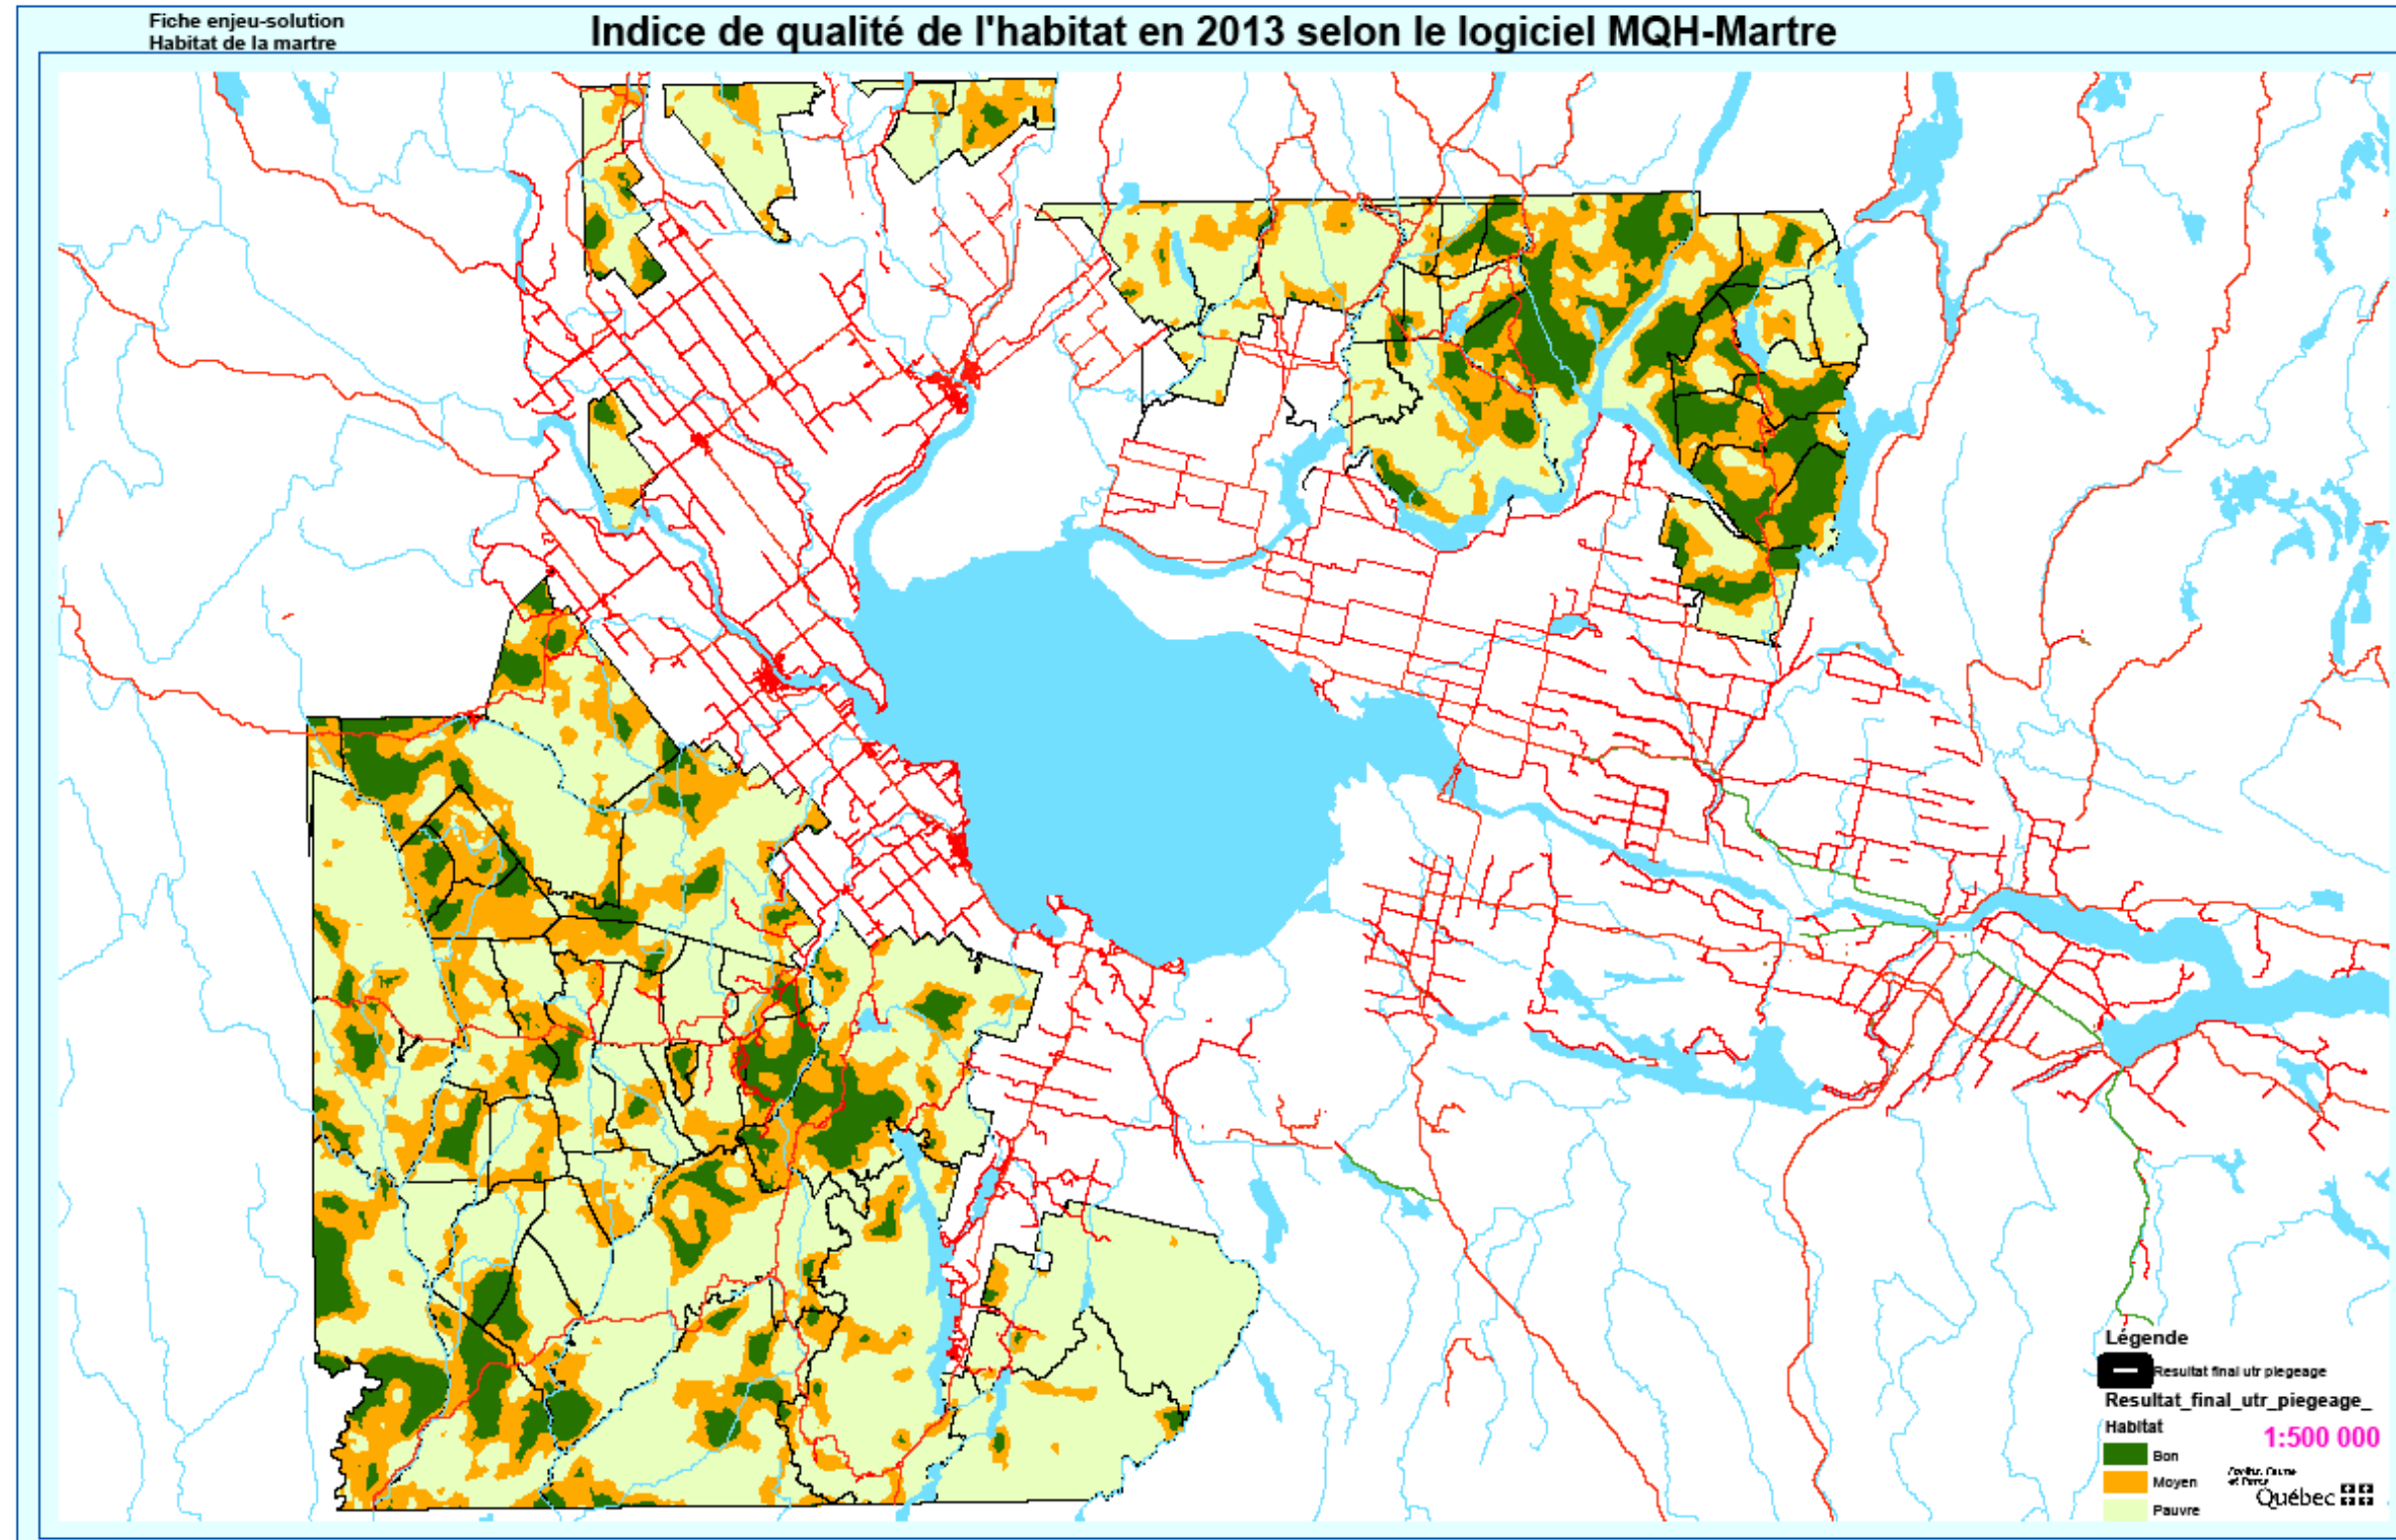 Fiche enjeu-solution
Habitat de la martre
Indice de qualité de l'habitat en 2013 selon le logiciel MQH-Martre
Légende
Resultat final utr piegeage
Resultat_final_utr_piegeage_
Habitat
1:500 000
Bon
Moyen
Pauvre
Québec